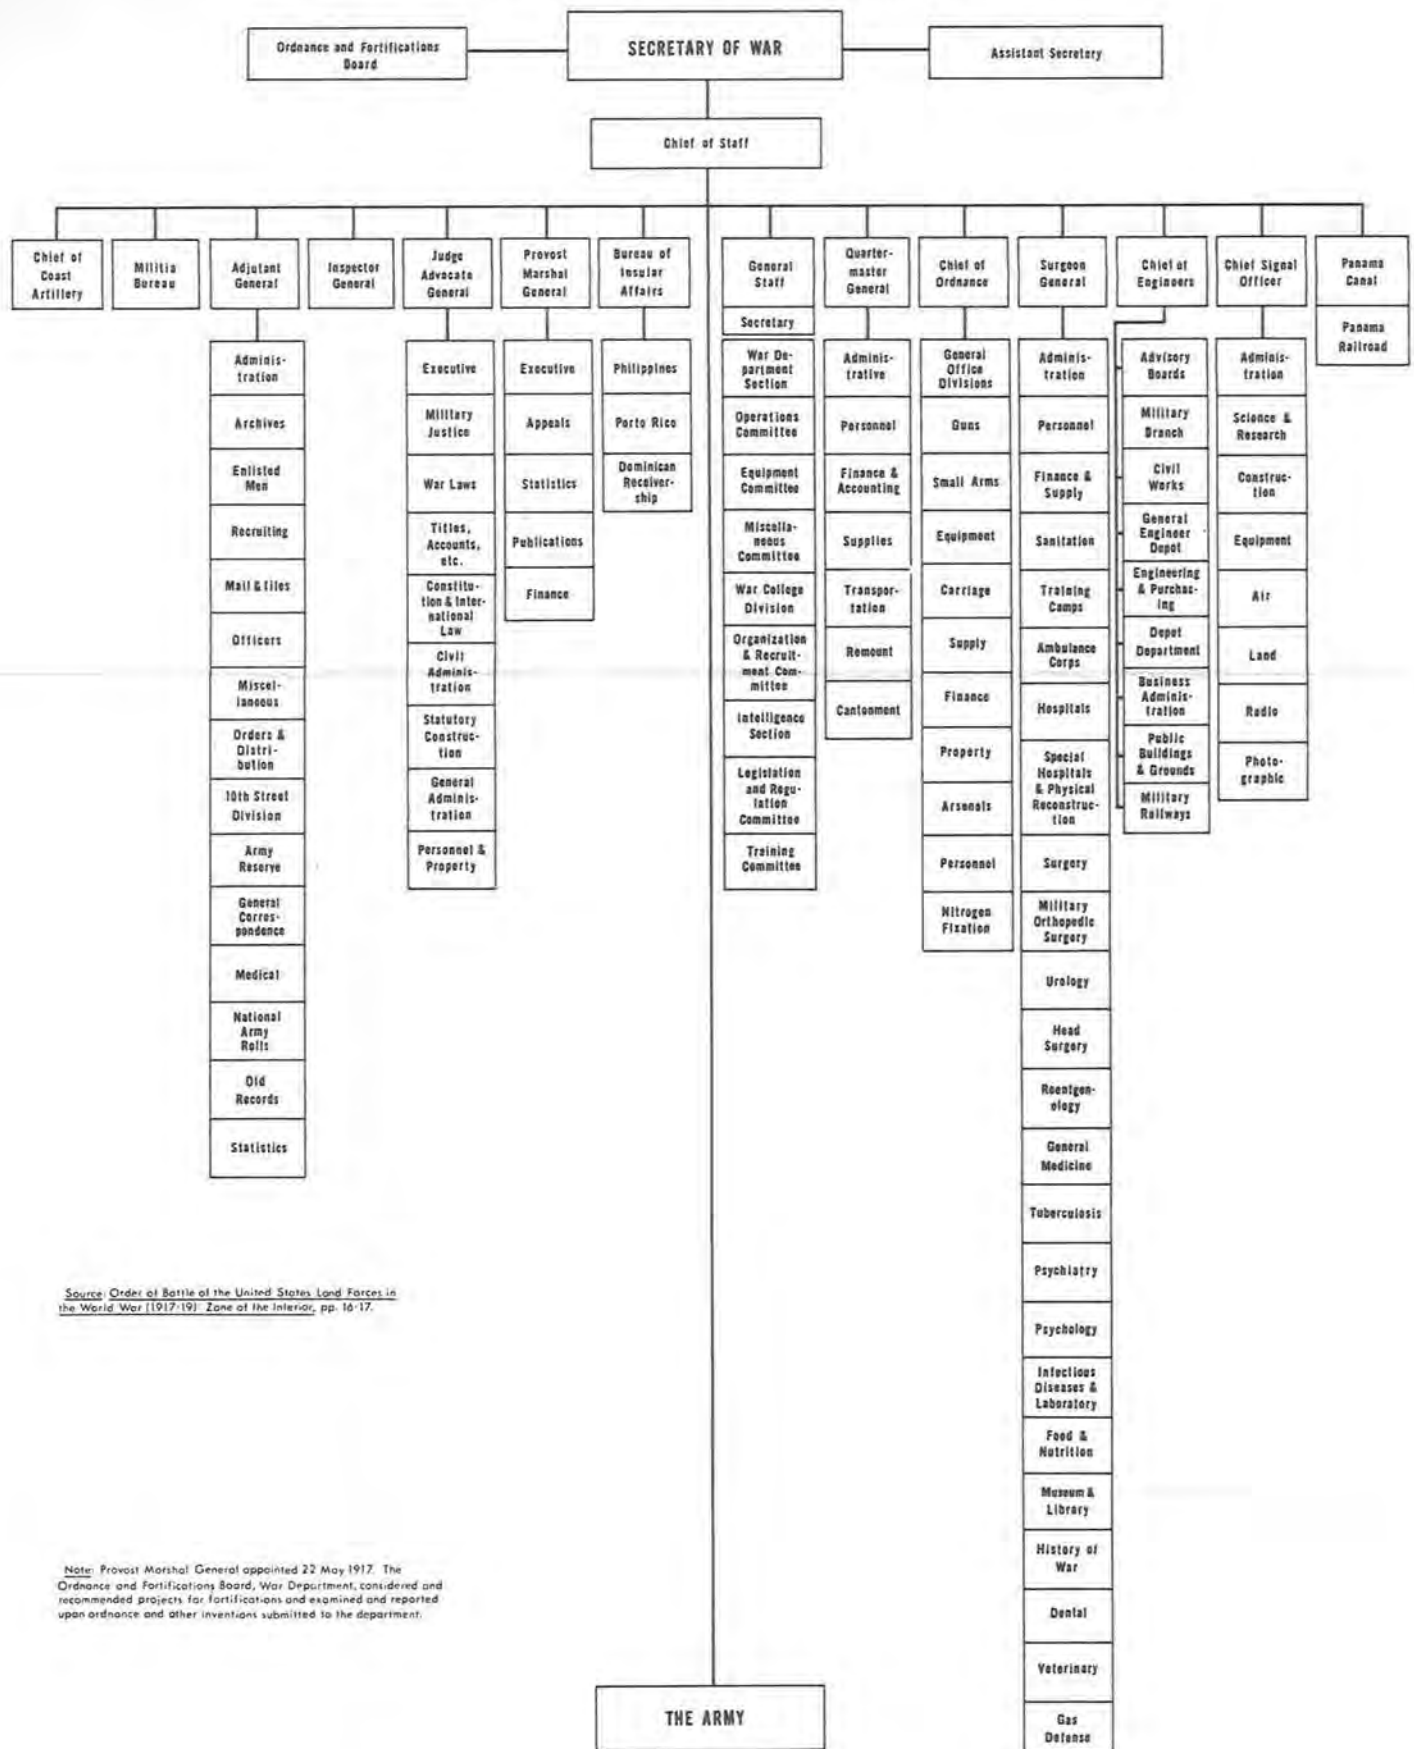 Ordnance and Fortifications
Board
SECRETARY OF WAR
Assistant Secretary
Chief of Staff
Chief of
Coast
Artillery
Militia
Bureau
Adjutant
General
Inspector
General
Judge
Advocate
General
Provost
Marshal
General
Bureau of
Insular
Affairs
General
Staff
Secretary
Quarter-
master
General
Chief of
Ordnance
Surgeon
General
Chief of
Engineers
Chief Signal
Officer
Panama
Canal
Panama
Railroad
Adminis-
tration
Archives
Enlisted
Men
Recruiting
Mail & files
Officers
Miscel-
laneous
Orders &
Distri-
bution
10th Street
Division
Army
Reserve
General
Corres-
pondence
Medical
National
Army
Rolls
Old
Records
Statistics
Executive
Military
Justice
War Laws
Titles,
Accounts,
etc.
Constitu-
tion & Inter-
national
Law
Civil
Adminis-
tration
Statutory
Construc-
tion
General
Adminis-
tration
Personnel &
Property
Executive
Appeals
Statistics
Publications
Finance
Philippines
Porto Rico
Dominican
Receiver-
ship
War De-
partment
Section
Operations
Committee
Equipment
Committee
Miscella-
neous
Committee
War College
Division
Organization
& Recruit-
ment Com-
mittee
Intelligence
Section
Legislation
and Regu-
lation
Committee
Training
Committee
Adminis-
trative
Personnel
Finance &
Accounting
Supplies
Transpor-
tation
Remount
Cantonment
General
Office
Divisions
Guns
Small Arms
Equipment
Carriage
Supply
Finance
Property
Arsenals
Personnel
Nitrogen
Fixation
Adminis-
tration
Personnel
Finance &
Supply
Sanitation
Training
Camps
Ambulance
Corps
Hospitals
Special
Hospitals
& Physical
Reconstruc-
tion
Surgery
Military
Orthopedic
Surgery
Urology
Head
Surgery
Roentgen-
ology
General
Medicine
Tuberculosis
Psychiatry
Psychology
Infectious
Diseases &
Laboratory
Food &
Nutrition
Museum &
Library
History of
War
Dental
Veterinary
Gas
Defense
Advisory
Boards
Military
Branch
Civil
Works
General
Engineer
Depot
Engineering
& Purchas-
ing
Depot
Department
Business
Adminis-
tration
Public
Buildings
& Grounds
Military
Railways
Adminis-
tration
Science &
Research
Construc-
tion
Equipment
Air
Land
Radio
Photo-
graphic
Source: Order of Battle of the United States Land Forces in
the World War (1917-19) Zone of the Interior, pp. 16-17.
Note: Provost Marshal General appointed 22 May 1917. The
Ordnance and Fortifications Board, War Department, considered and
recommended projects for fortifications and examined and reported
upon ordnance and other inventions submitted to the department.
THE ARMY